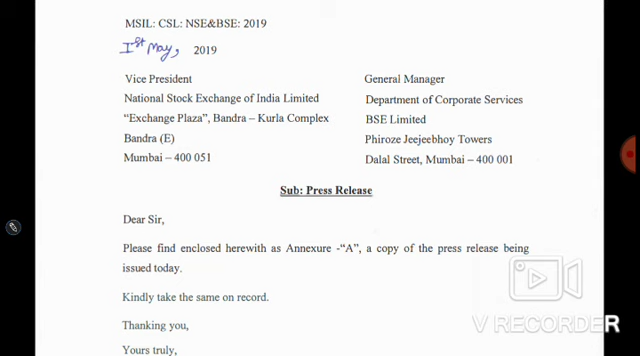 MSIL: CSL: NSE&BSE: 2019
1st May, 2019
Vice President
National Stock Exchange of India Limited
"Exchange Plaza", Bandra – Kurla Complex
Bandra (E)
Mumbai – 400 051
General Manager
Department of Corporate Services
BSE Limited
Phiroze Jeejeebhoy Towers
Dalal Street, Mumbai – 400 001
Sub: Press Release
Dear Sir,
Please find enclosed herewith as Annexure -"A", a copy of the press release being
issued today.
Kindly take the same on record.
Thanking you,
Yours truly,
V RECORDER